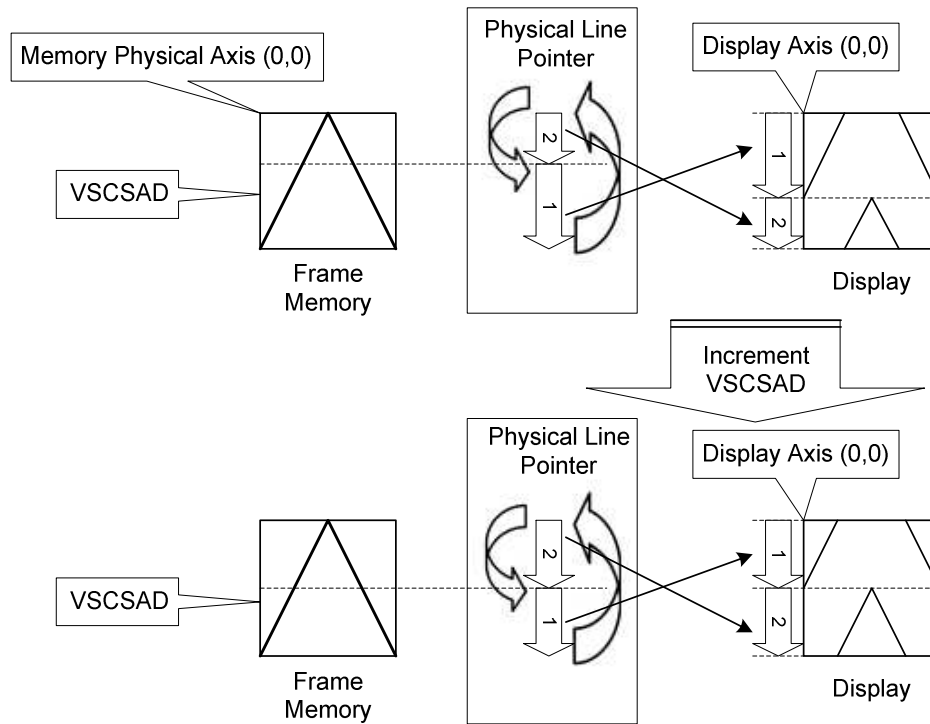 Physical Line
Pointer
Memory Physical Axis (0,0)
Display Axis (0,0)
2
1
1
2
VSCSAD
Frame
Memory
Display
Increment
VSCSAD
Physical Line
Pointer
Display Axis (0,0)
2
1
1
2
VSCSAD
Frame
Memory
Display